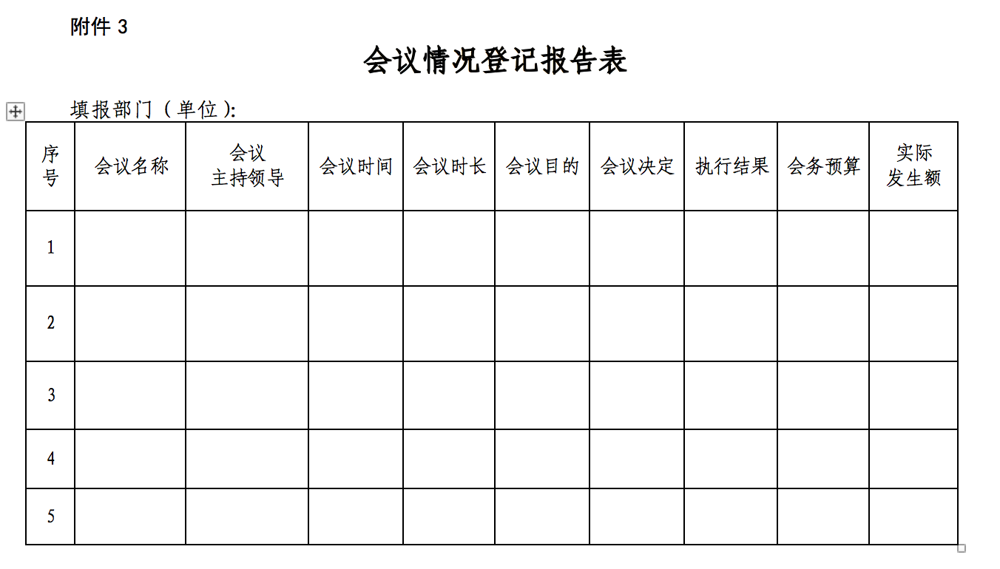 附件 3
会议情况登记报告表
填报部门（单位）:
序号 会议名称 会议主持领导 会议时间 会议时长 会议目的 会议决定 执行结果 会务预算 实际发生额
1
2
3
4
5